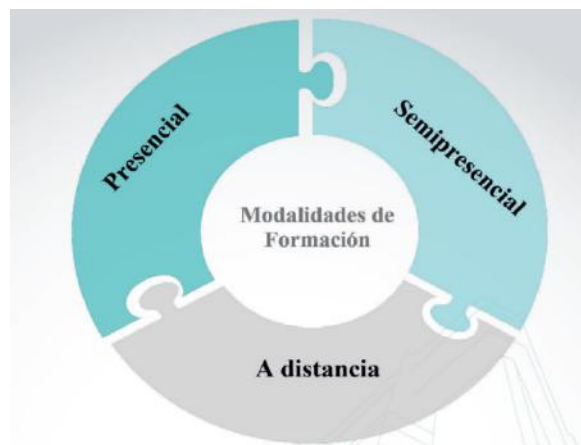 Presencial
Semipresencial
Modalidades de
Formación
A distancia